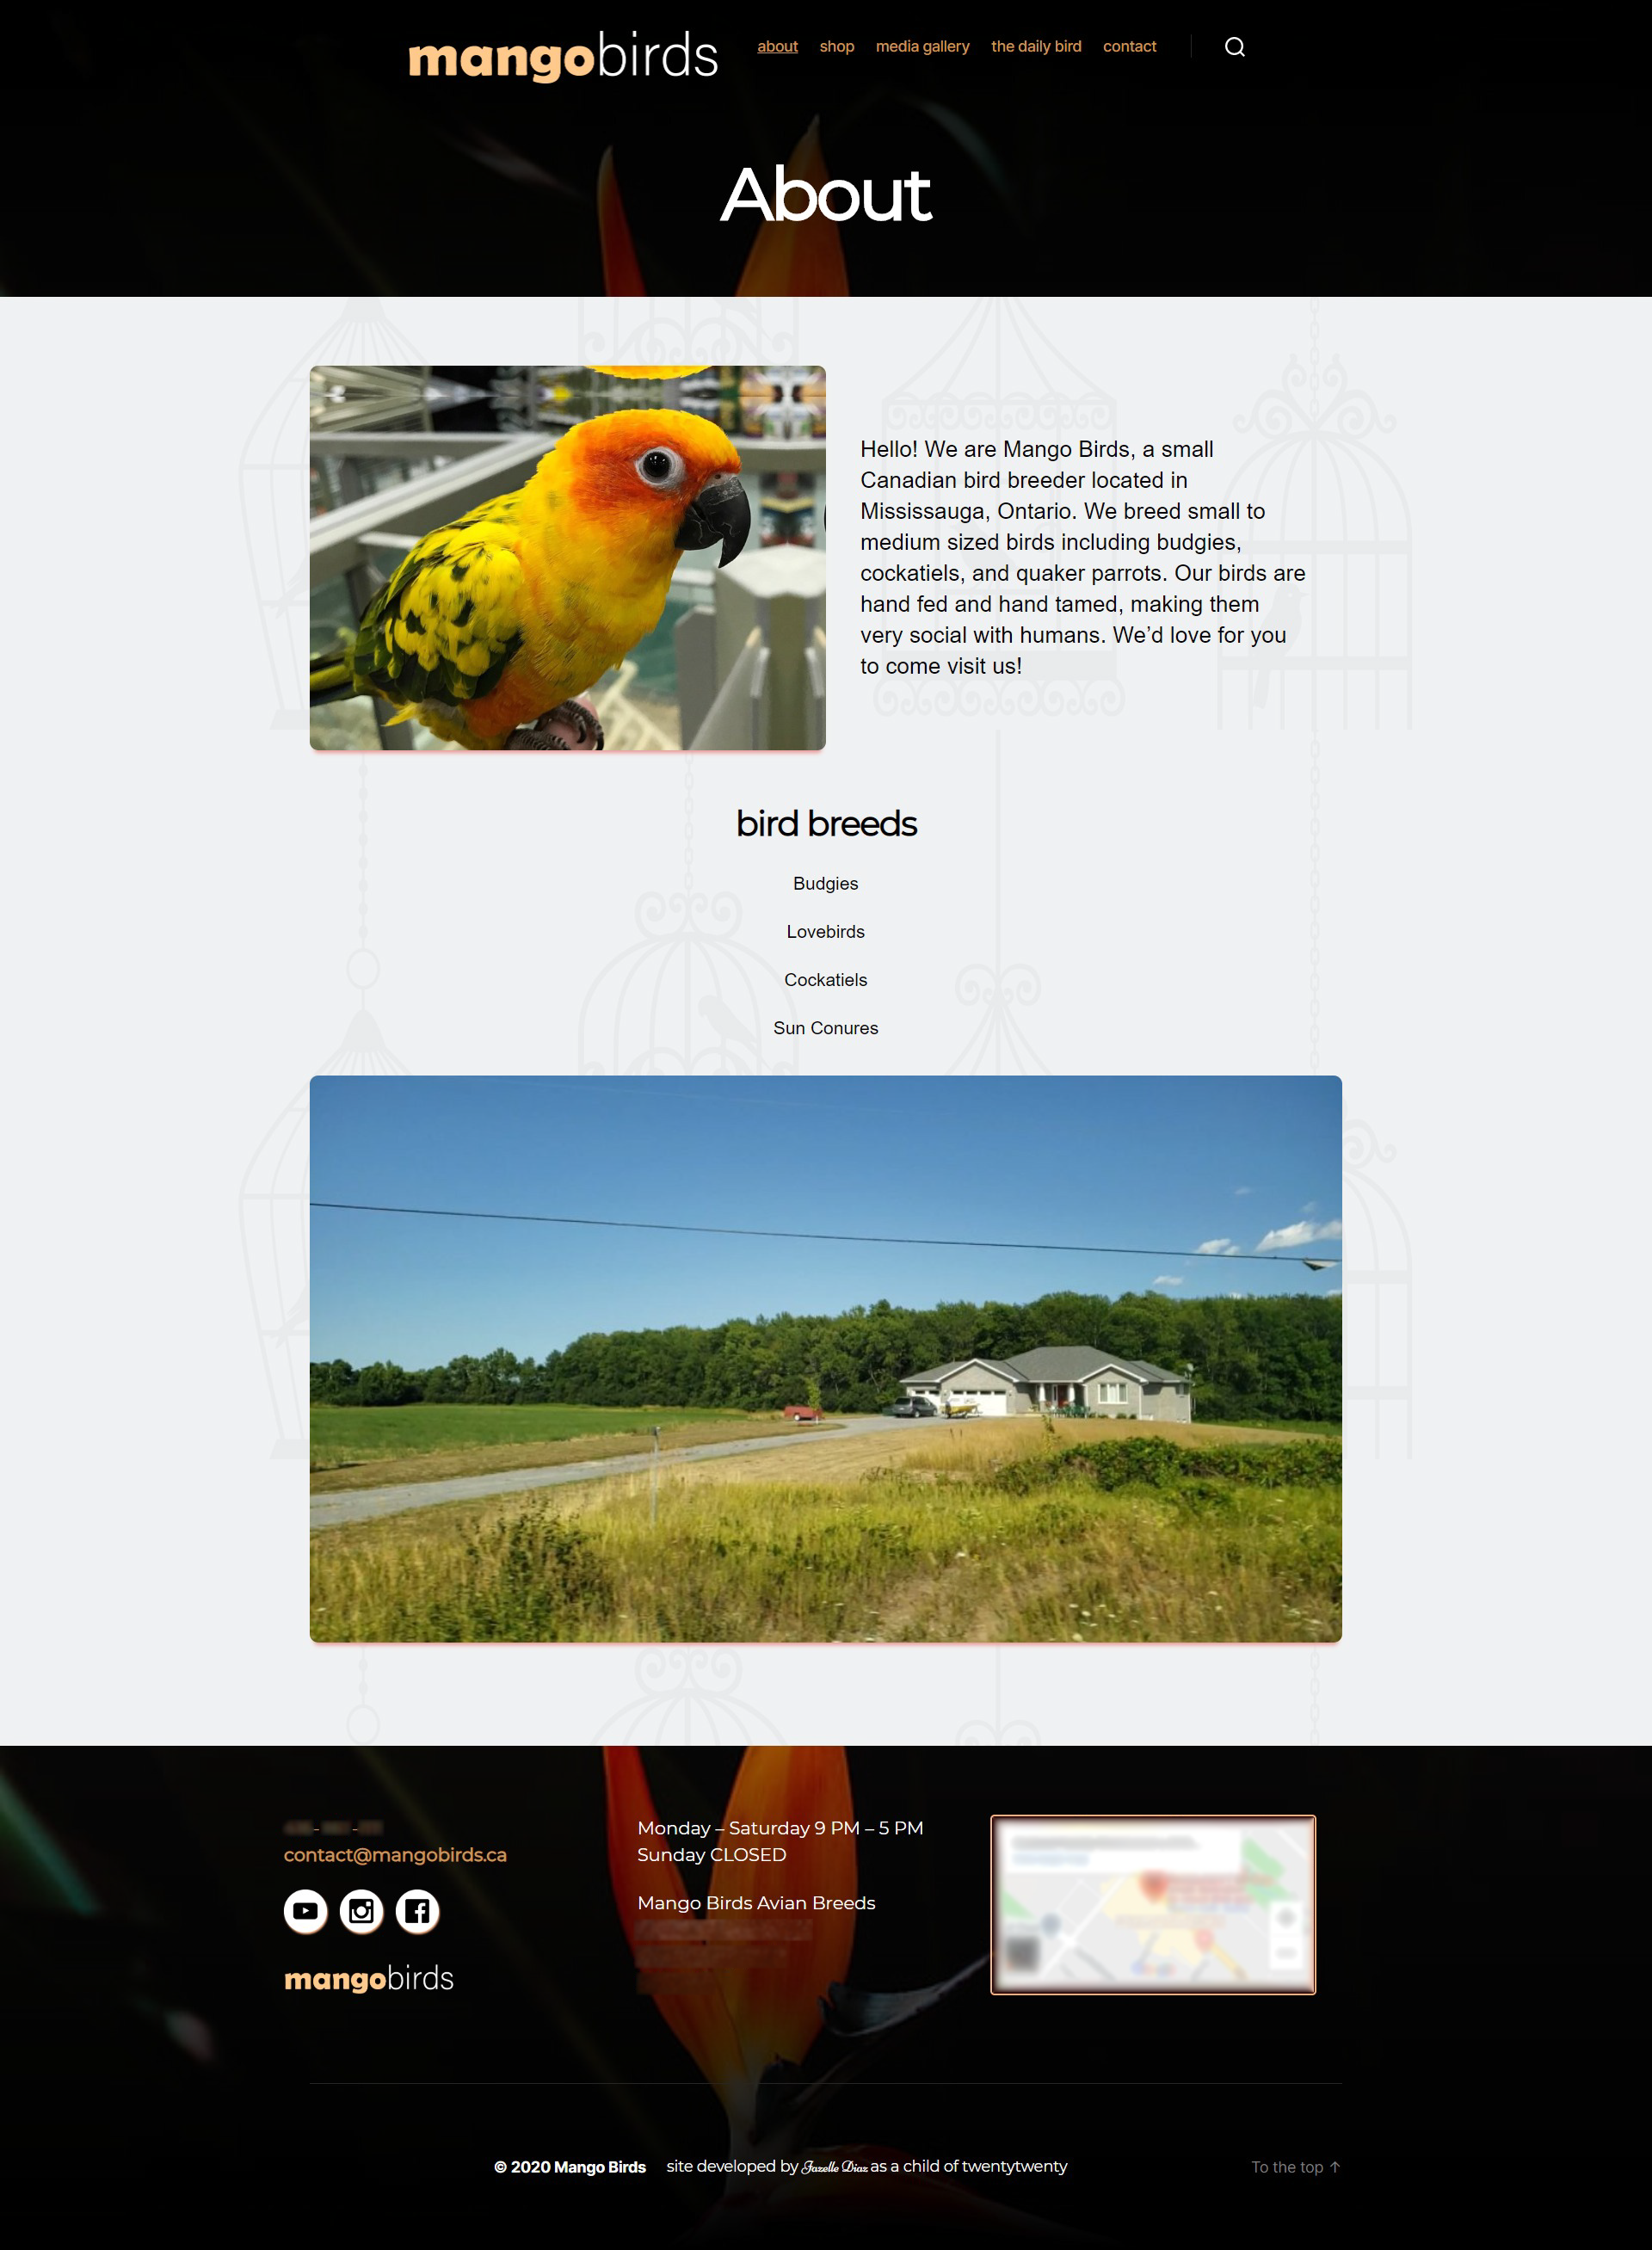 mangobirds
about shop media gallery the daily bird contact
About
Hello! We are Mango Birds, a small
Canadian bird breeder located in
Mississauga, Ontario. We breed small to
medium sized birds including budgies,
cockatiels, and quaker parrots. Our birds are
hand fed and hand tamed, making them
very social with humans. We’d love for you
to come visit us!
bird breeds
Budgies
Lovebirds
Cockatiels
Sun Conures
contact@mangobirds.ca
mangobirds
Monday – Saturday 9 PM – 5 PM
Sunday CLOSED
Mango Birds Avian Breeds
© 2020 Mango Birds
site developed by Jazelle Diaz as a child of twentytwenty
To the top ↑